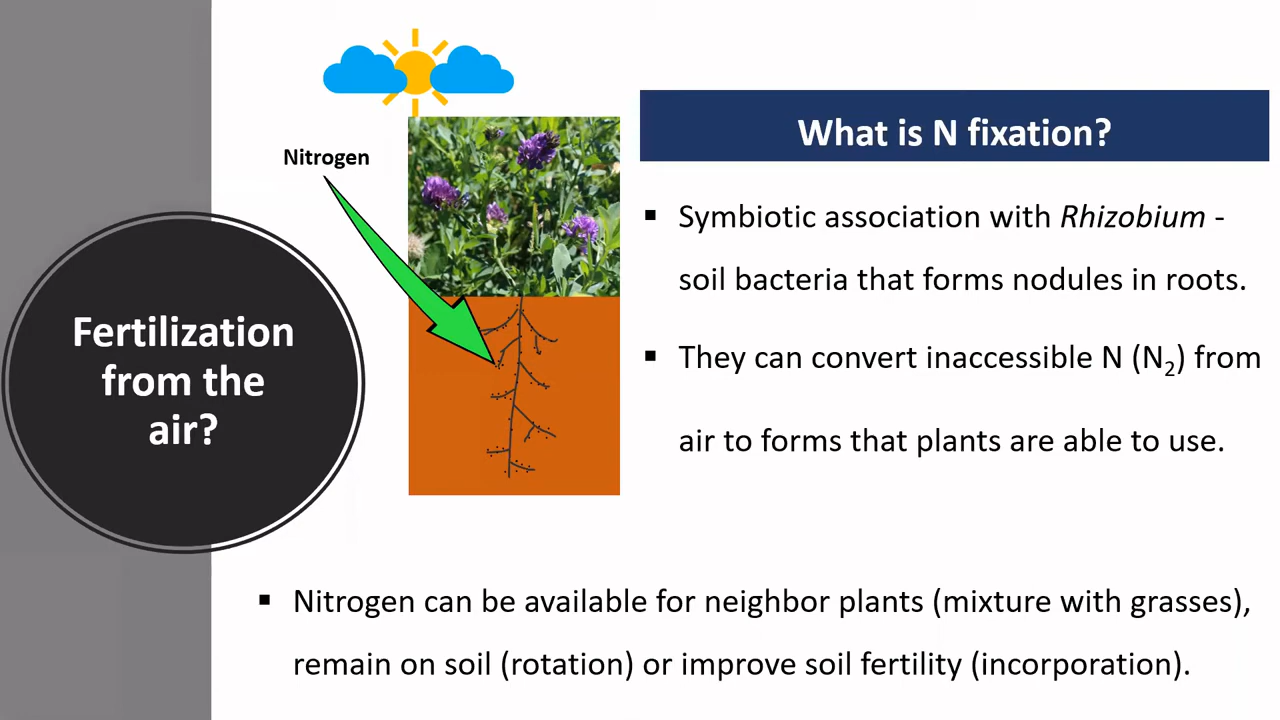 Fertilization
from the
air?
Nitrogen
What is N fixation?
▪ Symbiotic association with Rhizobium -
soil bacteria that forms nodules in roots.
▪ They can convert inaccessible N (N₂) from
air to forms that plants are able to use.
▪ Nitrogen can be available for neighbor plants (mixture with grasses),
remain on soil (rotation) or improve soil fertility (incorporation).